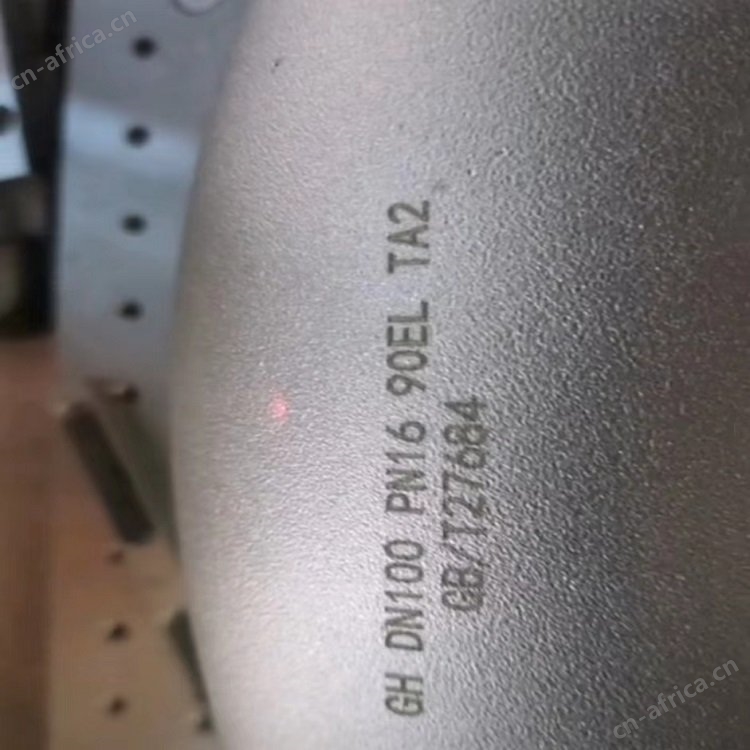 cn-africa.cn
GH DN100 PN16 90EL TA2
GB/T27684
cn-africa.cn